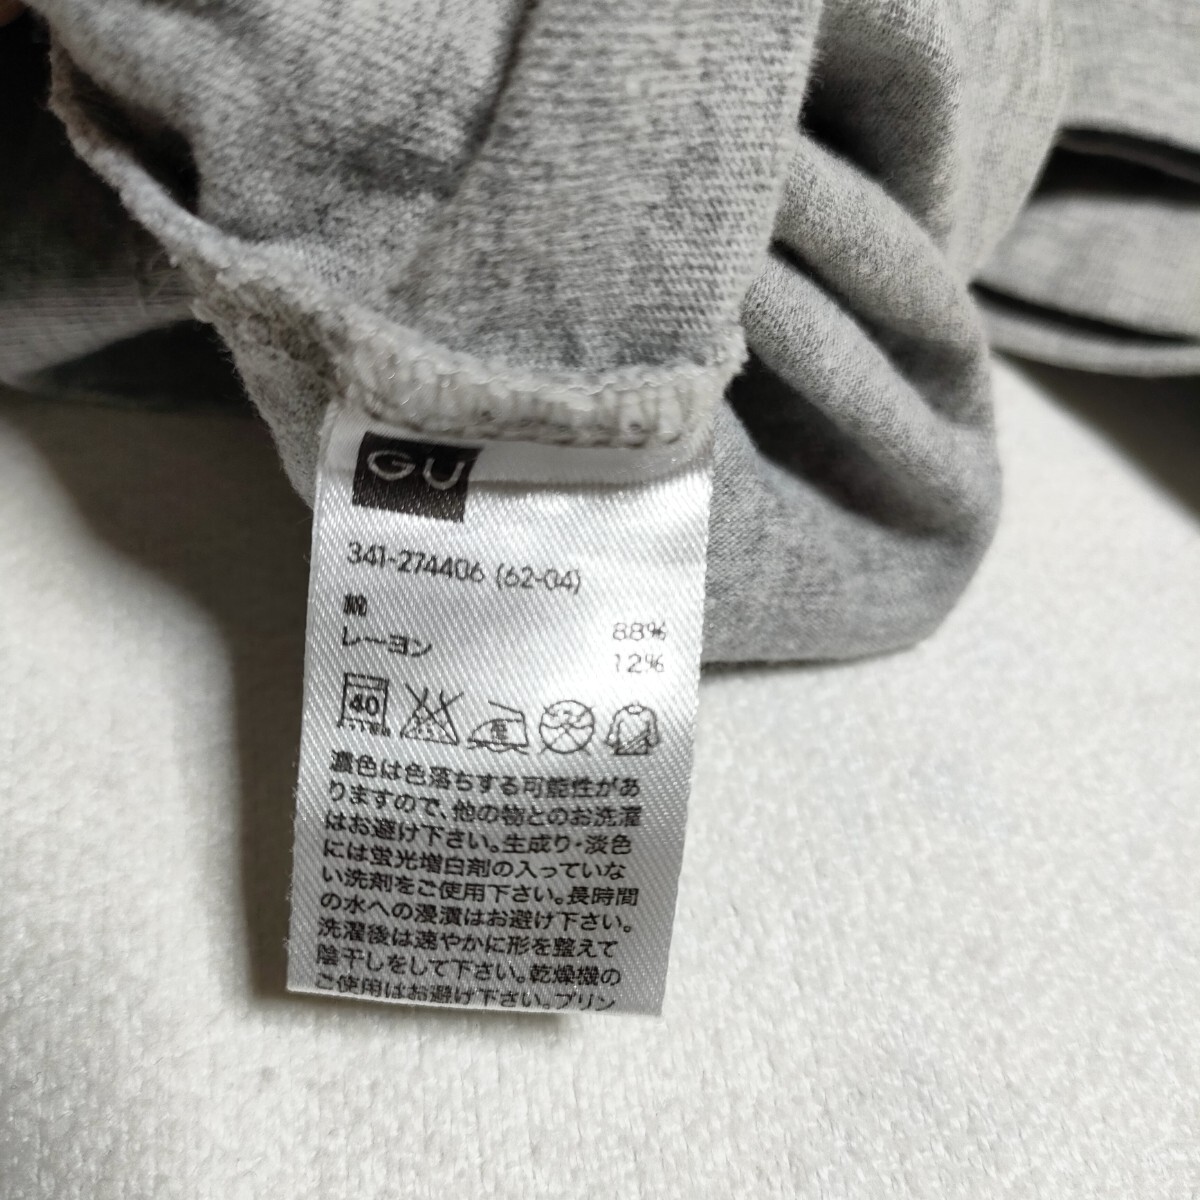 GU
341-274406 (62-04)
綿 88%
レーヨン 12%
40
濃色は色落ちする可能性があ
りますので、他の物とのお洗濯
はお避け下さい。生成り・淡色
には蛍光増白剤の入っていな
い洗剤をご使用下さい。長時間
の水への浸漬はお避け下さい。
洗濯後は速やかに形を整えて
陰干しをして下さい。乾燥機の
ご使用はお避け下さい。プリン